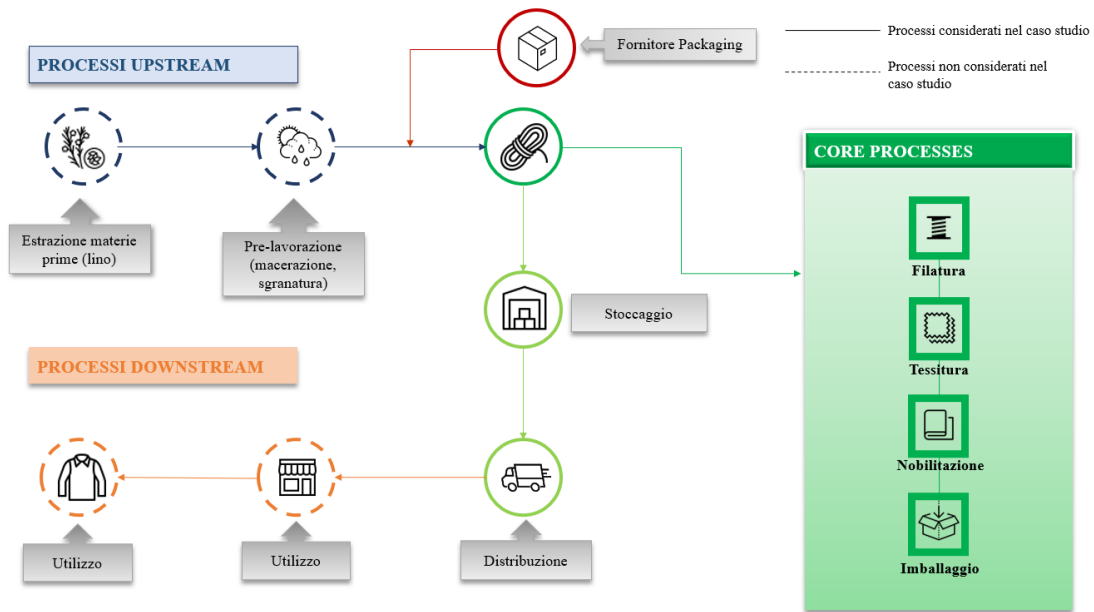 Fornitore Packaging
Processi considerati nel caso studio
Processi non considerati nel
caso studio
PROCESSI UPSTREAM
CORE PROCESSES
Estrazione materie
prime (lino)
Pre-lavorazione
(macerazione,
sgranatura)
Filatura
Stoccaggio
Tessitura
PROCESSI DOWNSTREAM
Nobilitazione
Utilizzo
Utilizzo
Distribuzione
Imballaggio